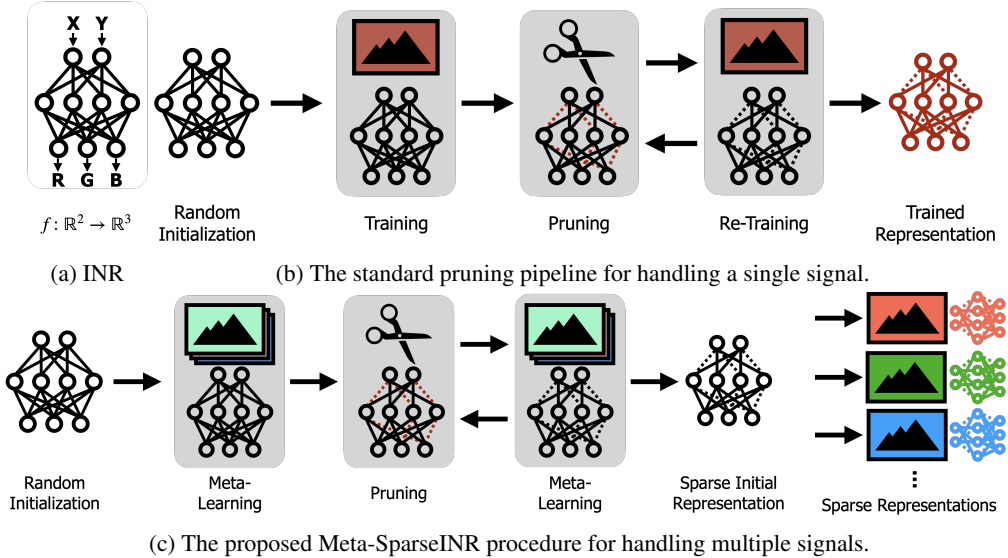 X Y
R G B
f: ℝ² → ℝ³
Random
Initialization
Training
Pruning
Re-Training
Trained
Representation
(a) INR
(b) The standard pruning pipeline for handling a single signal.
Random
Initialization
Meta-
Learning
Pruning
Meta-
Learning
Sparse Initial
Representation
Sparse Representations
(c) The proposed Meta-SparseINR procedure for handling multiple signals.